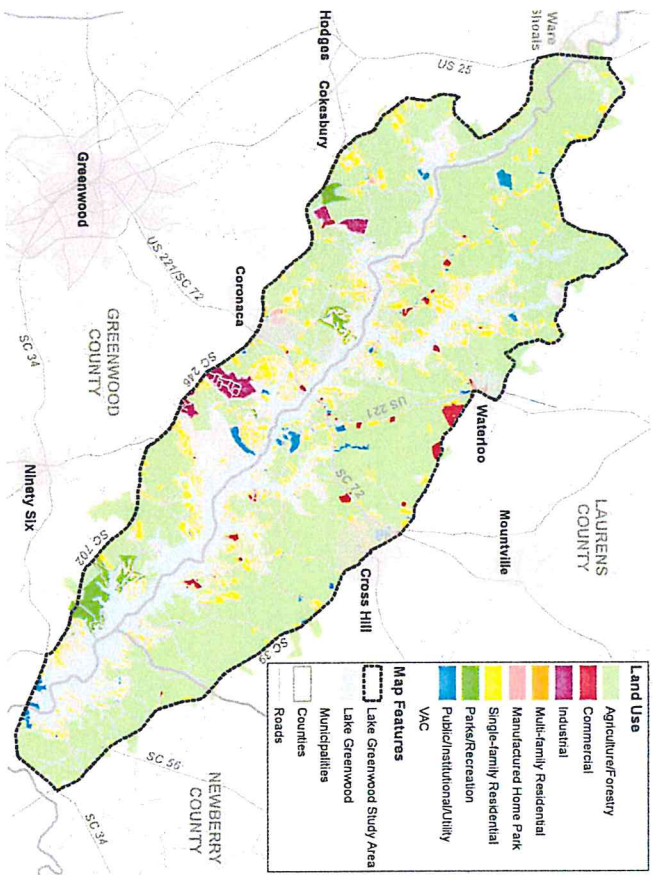 Ware
Shoals
US 25
Hodges
Cokesbury
Greenwood
US 221/SC 72
Coronaca
GREENWOOD
COUNTY
SC 246
SC 34
Ninety Six
SC 702
US 221
SC 72
Waterloo
LAURENS
COUNTY
Mountville
Cross Hill
SC 39
SC 56
NEWBERRY
COUNTY
SC 34
Land Use
Agriculture/Forestry
Commercial
Industrial
Multi-family Residential
Manufactured Home Park
Single-family Residential
Parks/Recreation
Public/Institutional/Utility
VAC
Map Features
Lake Greenwood Study Area
Lake Greenwood
Municipalities
Counties
Roads